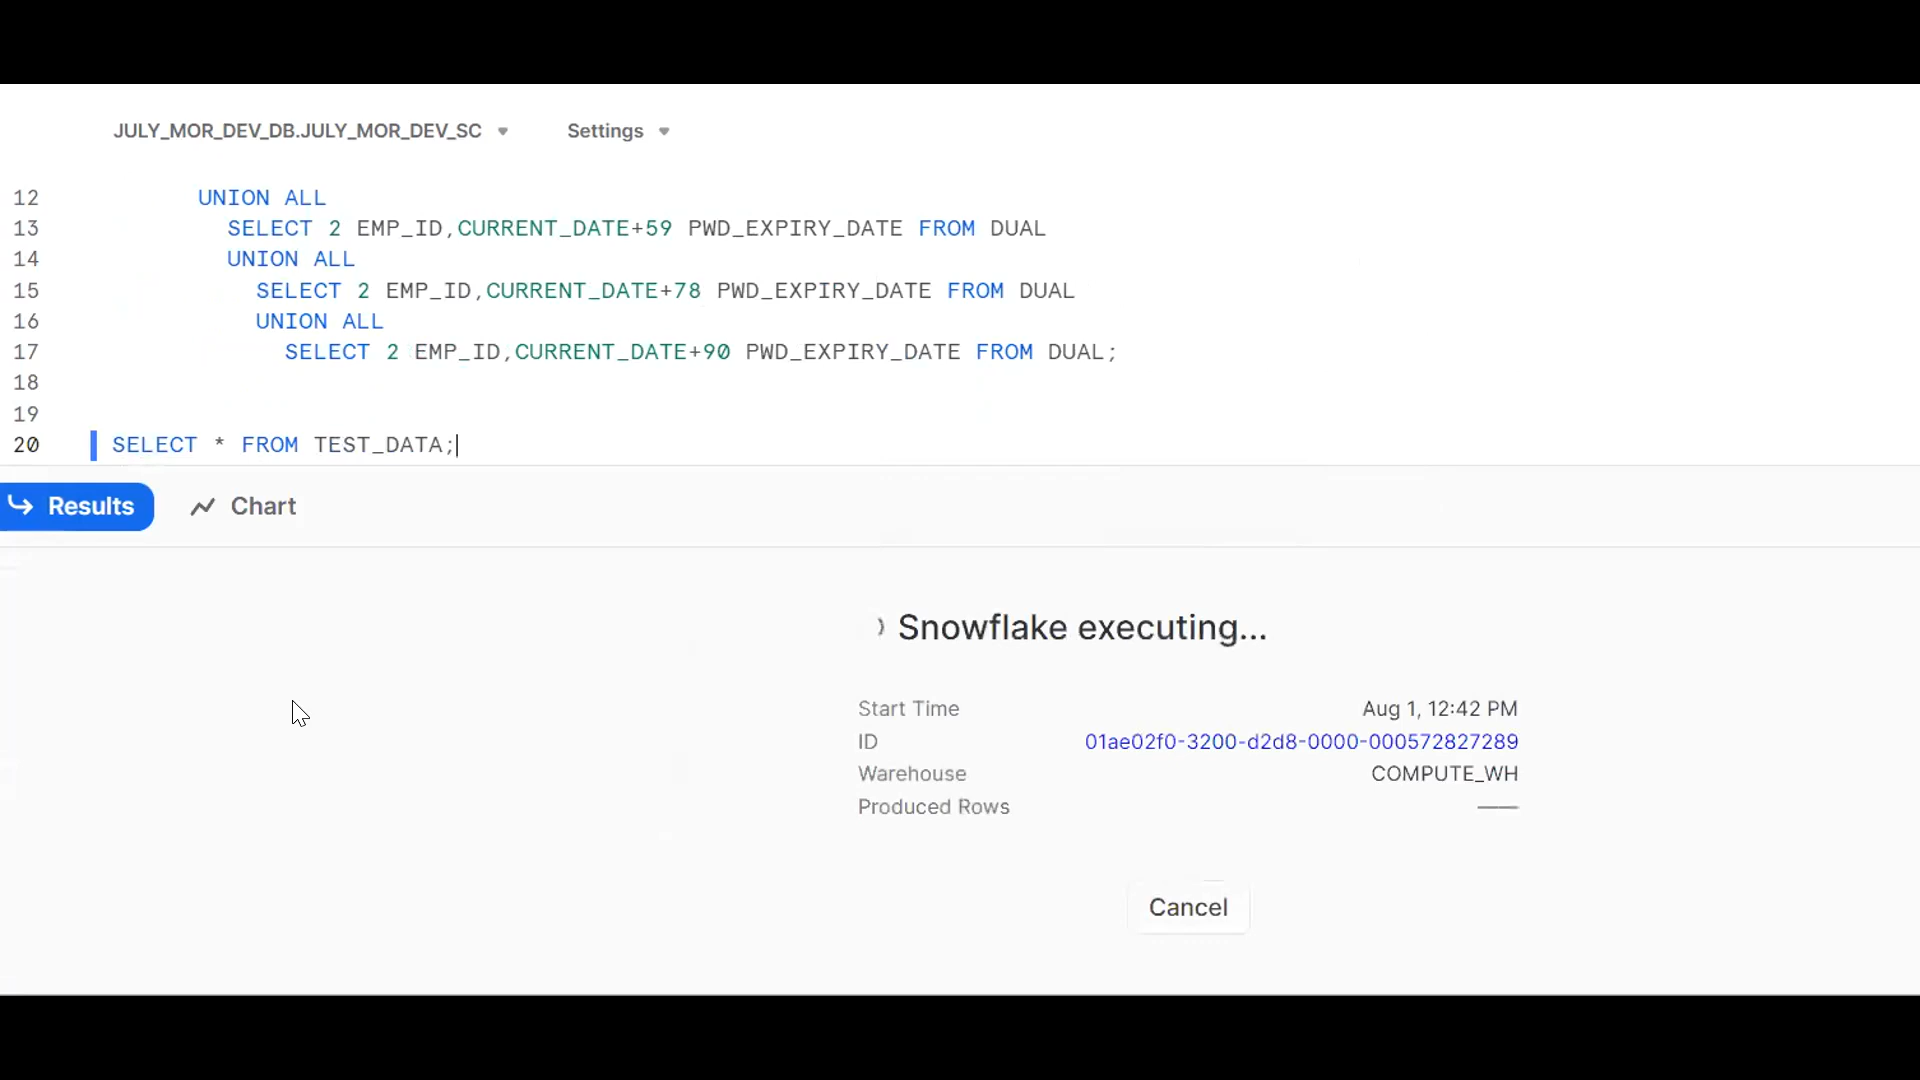 JULY_MOR_DEV_DB.JULY_MOR_DEV_SC Settings
12 UNION ALL
13 SELECT 2 EMP_ID,CURRENT_DATE+59 PWD_EXPIRY_DATE FROM DUAL
14 UNION ALL
15 SELECT 2 EMP_ID,CURRENT_DATE+78 PWD_EXPIRY_DATE FROM DUAL
16 UNION ALL
17 SELECT 2 EMP_ID,CURRENT_DATE+90 PWD_EXPIRY_DATE FROM DUAL;
18
19
20 SELECT * FROM TEST_DATA;
Results Chart
Snowflake executing...
Start Time Aug 1, 12:42 PM
ID 01ae02f0-3200-d2d8-0000-000572827289
Warehouse COMPUTE_WH
Produced Rows
Cancel